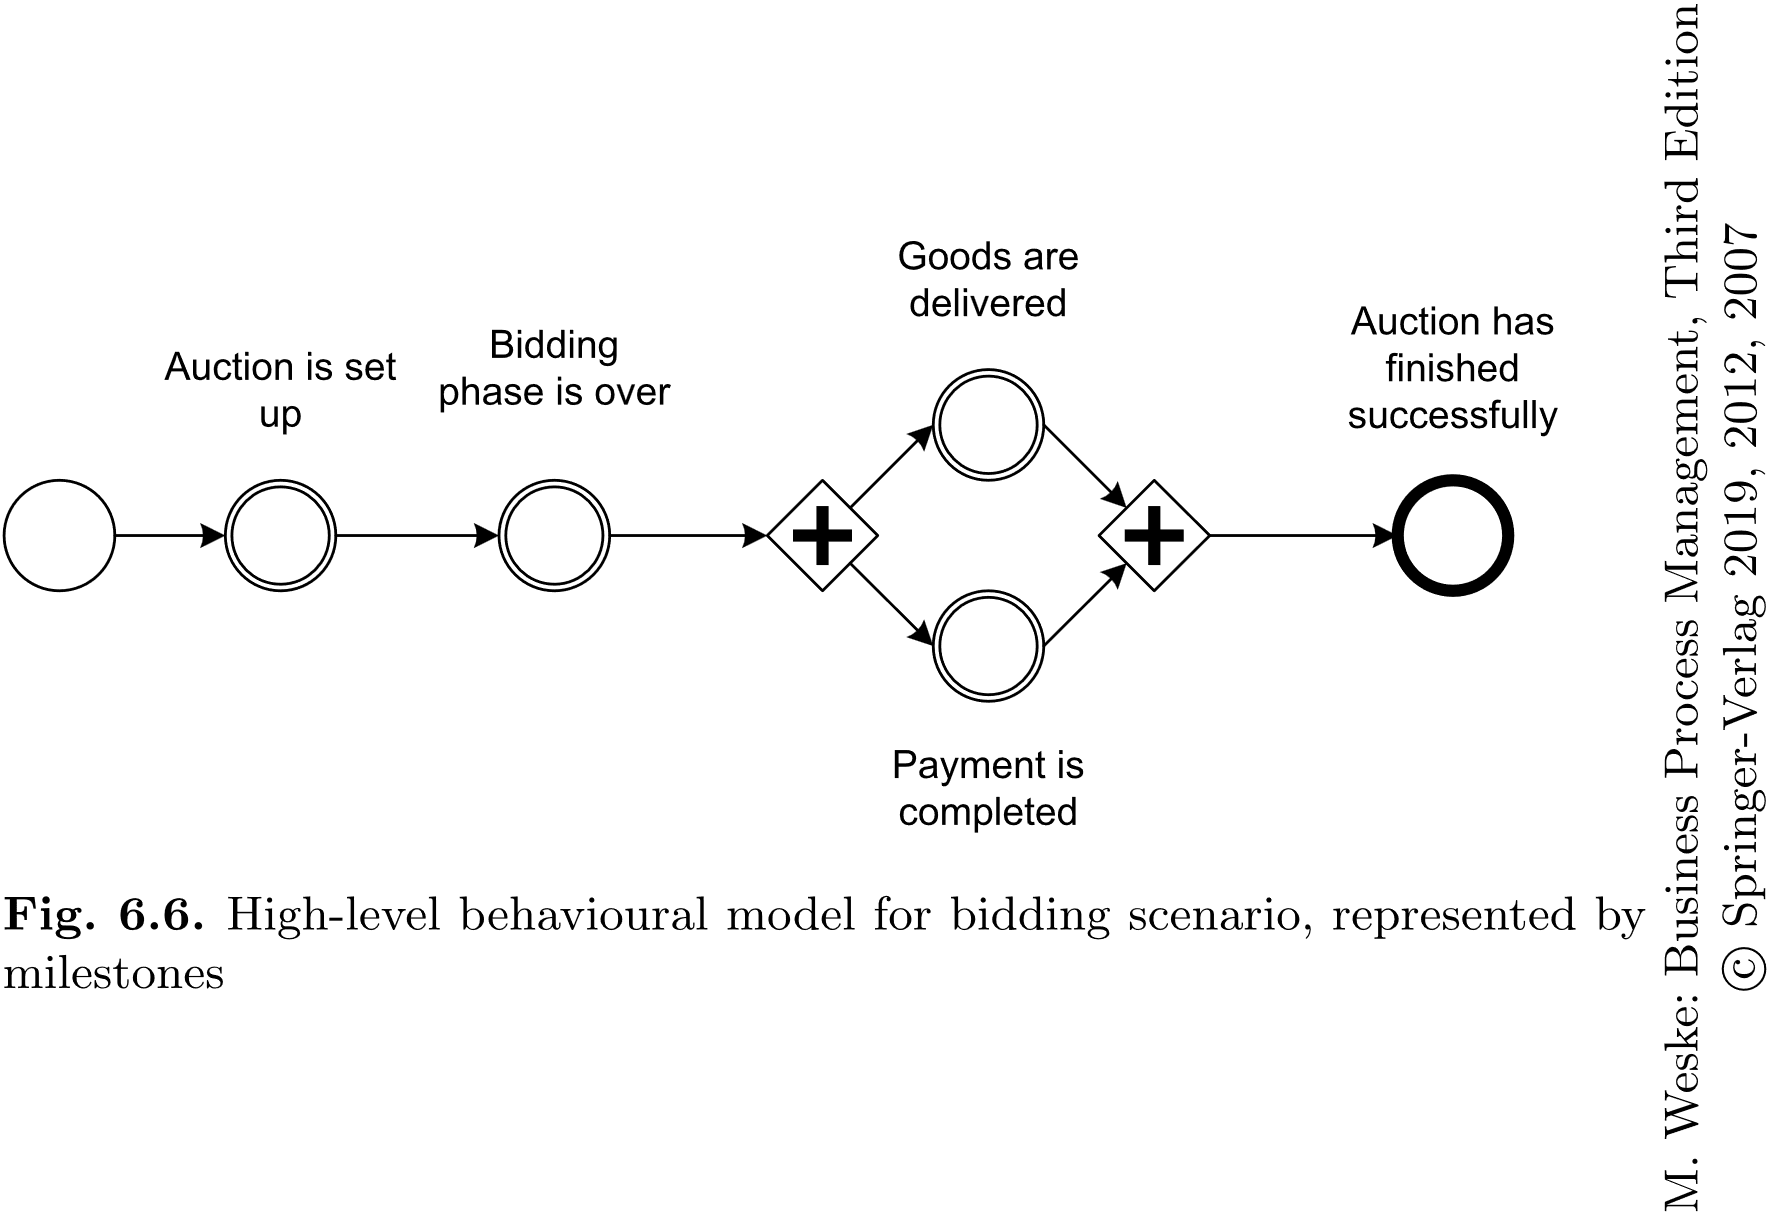 Goods are
delivered
Auction has
finished
successfully
Bidding
phase is over
Auction is set
up
Payment is
completed
Fig. 6.6. High-level behavioural model for bidding scenario, represented by
milestones
M. Weske: Business Process Management, Third Edition
© Springer-Verlag 2019, 2012, 2007